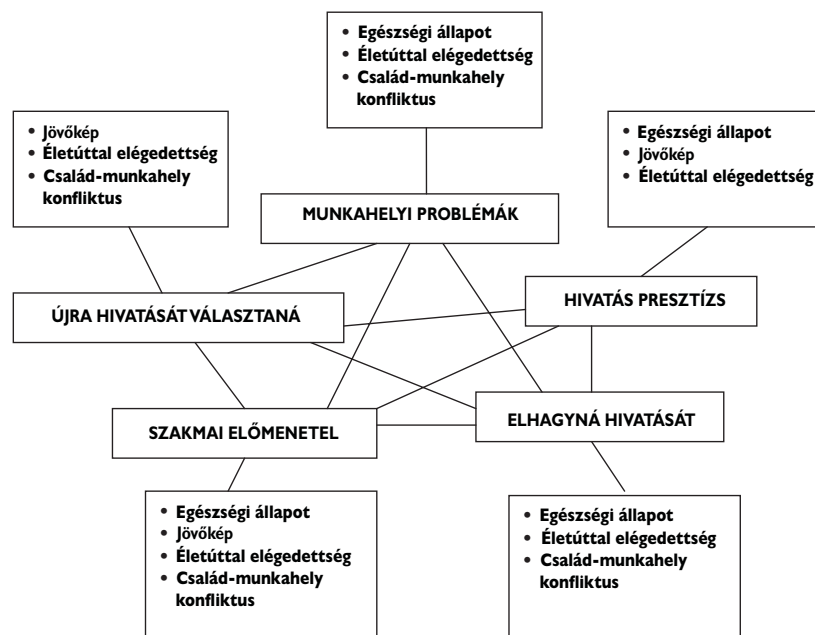 • Egészségi állapot
• Életúttal elégedettség
• Család-munkahely
konfliktus
• Jövőkép
• Életúttal elégedettség
• Család-munkahely
konfliktus
• Egészségi állapot
• Jövőkép
• Életúttal elégedettség
MUNKAHELYI PROBLÉMÁK
ÚJRA HIVATÁSÁT VÁLASZTANÁ
HIVATÁS PRESZTÍZS
SZAKMAI ELŐMENETEL
ELHAGYNÁ HIVATÁSÁT
• Egészségi állapot
• Jövőkép
• Életúttal elégedettség
• Család-munkahely
konfliktus
• Egészségi állapot
• Életúttal elégedettség
• Család-munkahely
konfliktus